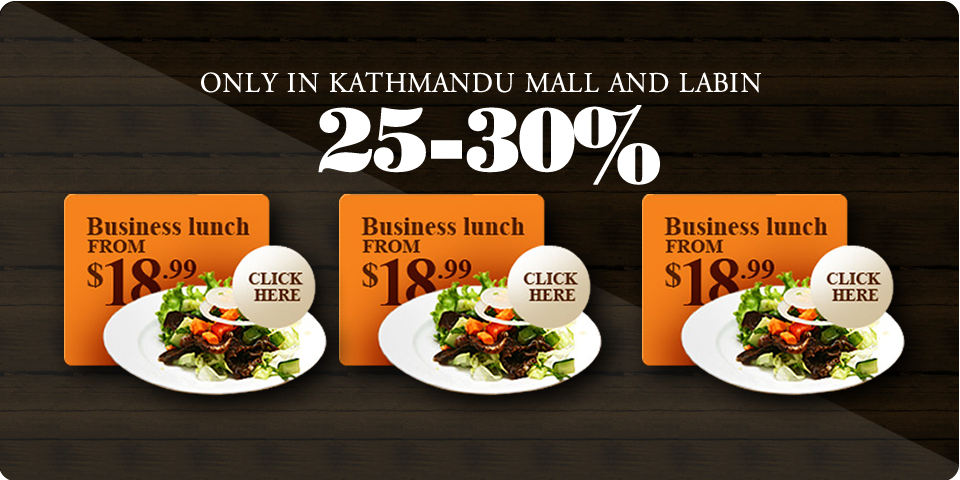 ONLY IN KATHMANDU MALL AND LABIN
25-30%
Business lunch
FROM
$18.99
CLICK
HERE
Business lunch
FROM
$18.99
CLICK
HERE
Business lunch
FROM
$18.99
CLICK
HERE